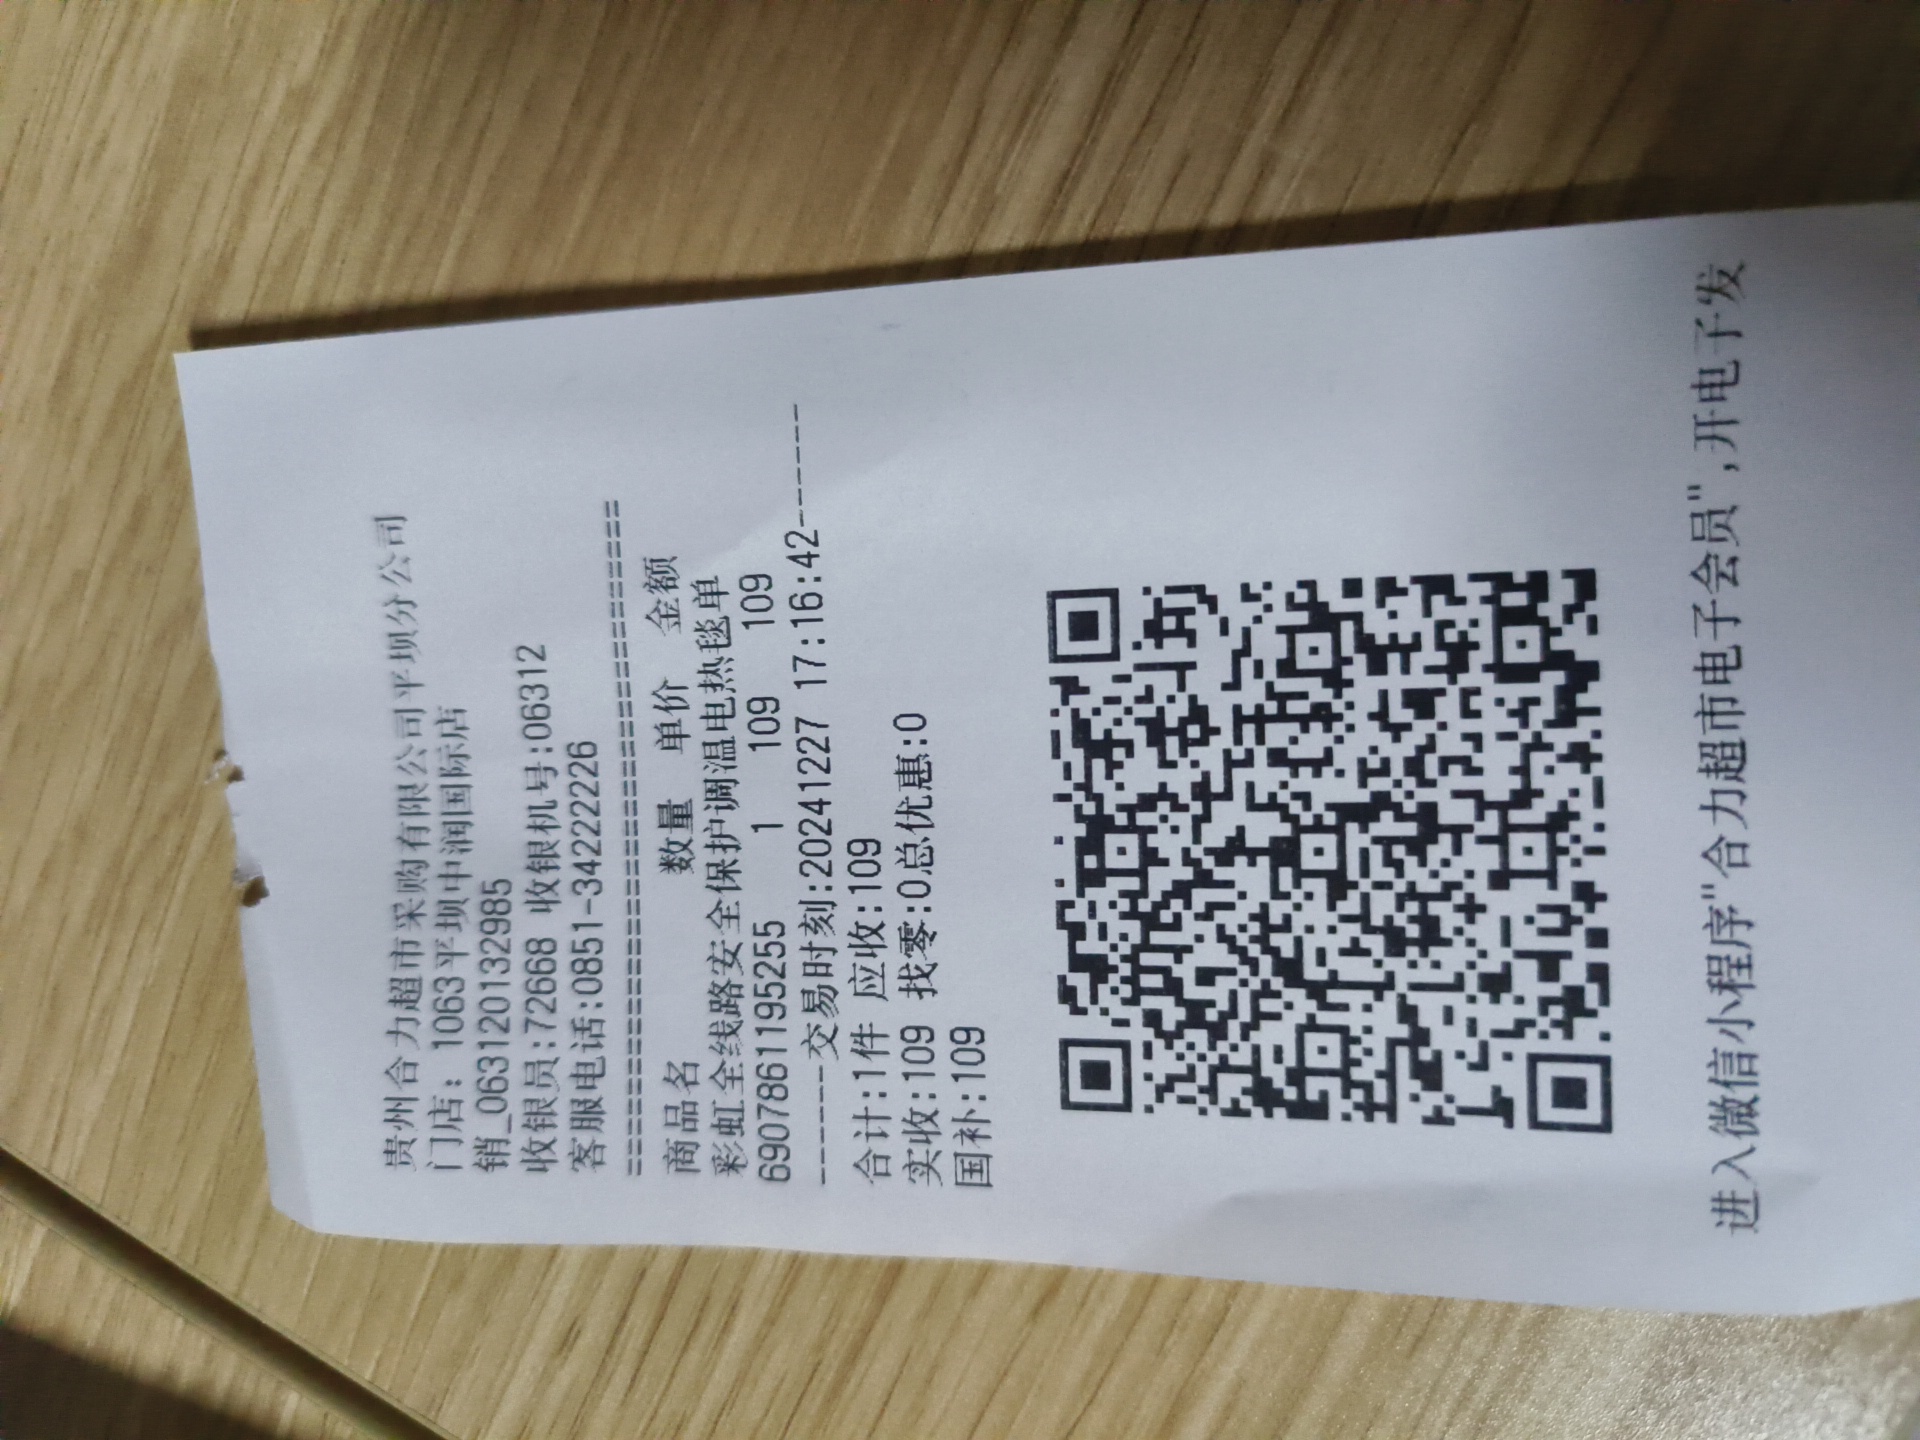 贵州合力超市采购有限公司平坝分公司
门店: 1063平坝中润国际店
销_063120132985
收银员:72668 收银机号:06312
客服电话:0851-34222226
==========================================
商品名 数量 单价 金额
彩虹全线路安全保护调温电热毯单
6907861195255 1 109 109
------交易时刻:20241227 17:16:42-------
合计:1件 应收:109
实收:109 找零:0总优惠:0
国补:109
进入微信小程序"合力超市电子会员",开电子发